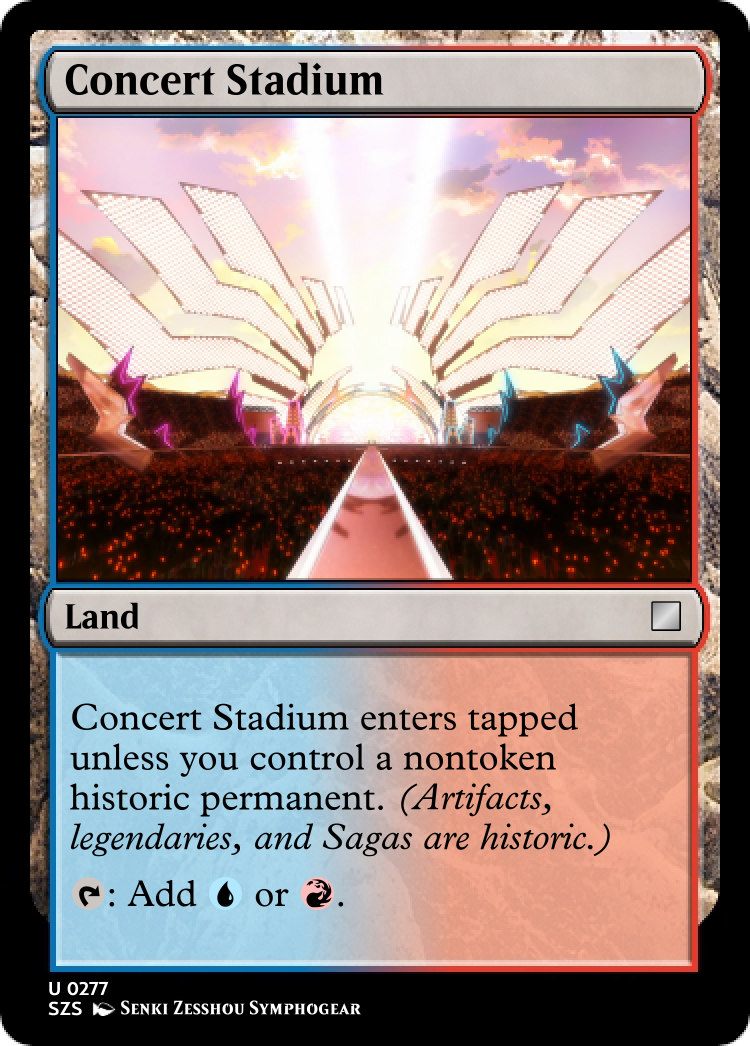 Concert Stadium
Land
Concert Stadium enters tapped
unless you control a nontoken
historic permanent. (Artifacts,
legendaries, and Sagas are historic.)
: Add or .
U 0277
SZS Senki Zesshou Symphogear